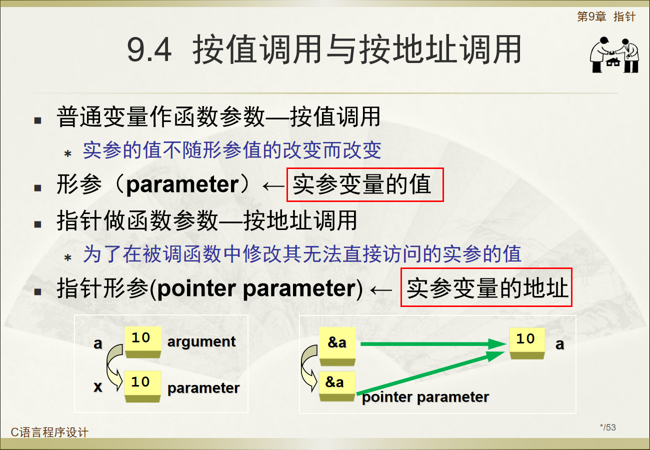 第9章 指针
9.4 按值调用与按地址调用
普通变量作函数参数—按值调用
实参的值不随形参值的改变而改变
形参（parameter）← 实参变量的值
指针做函数参数—按地址调用
为了在被调函数中修改其无法直接访问的实参的值
指针形参(pointer parameter) ← 实参变量的地址
a 10 argument
x 10 parameter
&a 10 a
&a pointer parameter
C语言程序设计
*/53